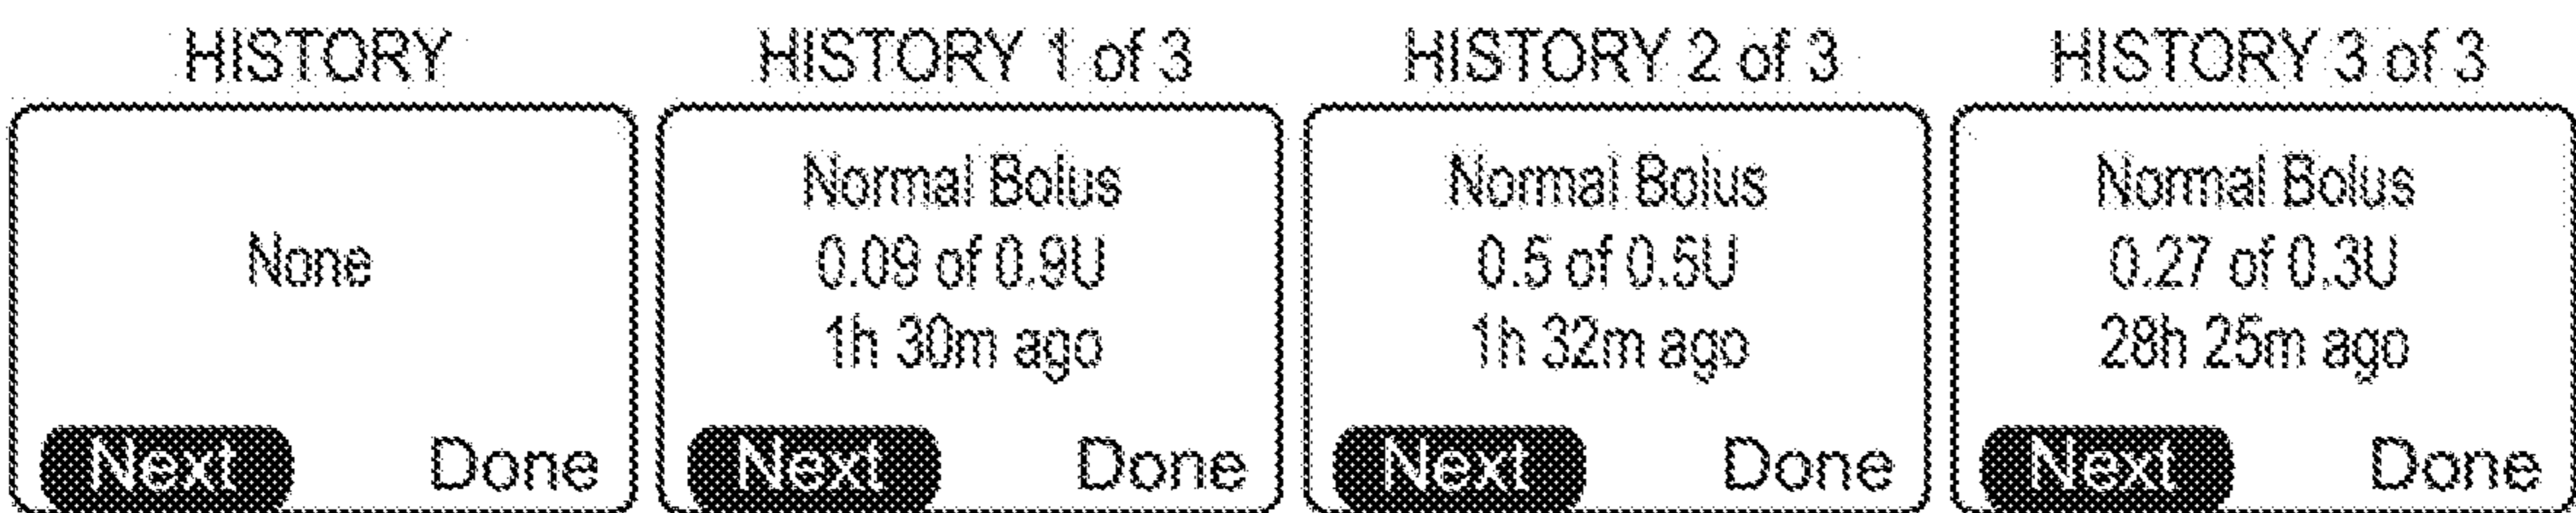 HISTORY
None
Next Done
HISTORY 1 of 3
Normal Bolus
0.09 of 0.9U
1h 30m ago
Next Done
HISTORY 2 of 3
Normal Bolus
0.5 of 0.5U
1h 32m ago
Next Done
HISTORY 3 of 3
Normal Bolus
0.27 of 0.3U
28h 25m ago
Next Done